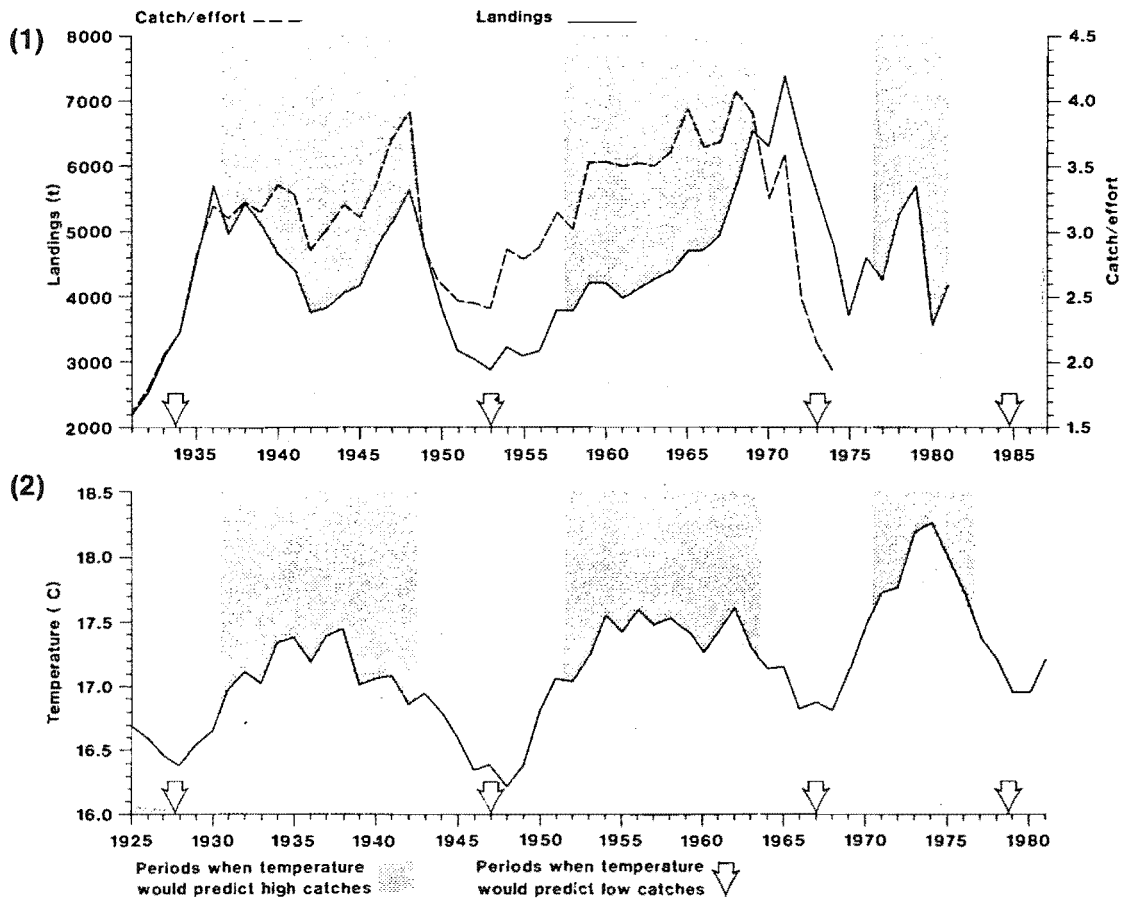 Catch/effort Landings
(1)
8000 4.5
7000 4.0
6000 3.5
5000 3.0
4000 2.5
3000 2.0
2000 1.5
Landings (t)
Catch/effort
1935 1940 1945 1950 1955 1960 1965 1970 1975 1980 1985
(2)
18.5
18.0
17.5
17.0
16.5
16.0
Temperature ( C)
1925 1930 1935 1940 1945 1950 1955 1960 1965 1970 1975 1980
Periods when temperature
would predict high catches
Periods when temperature
would predict low catches